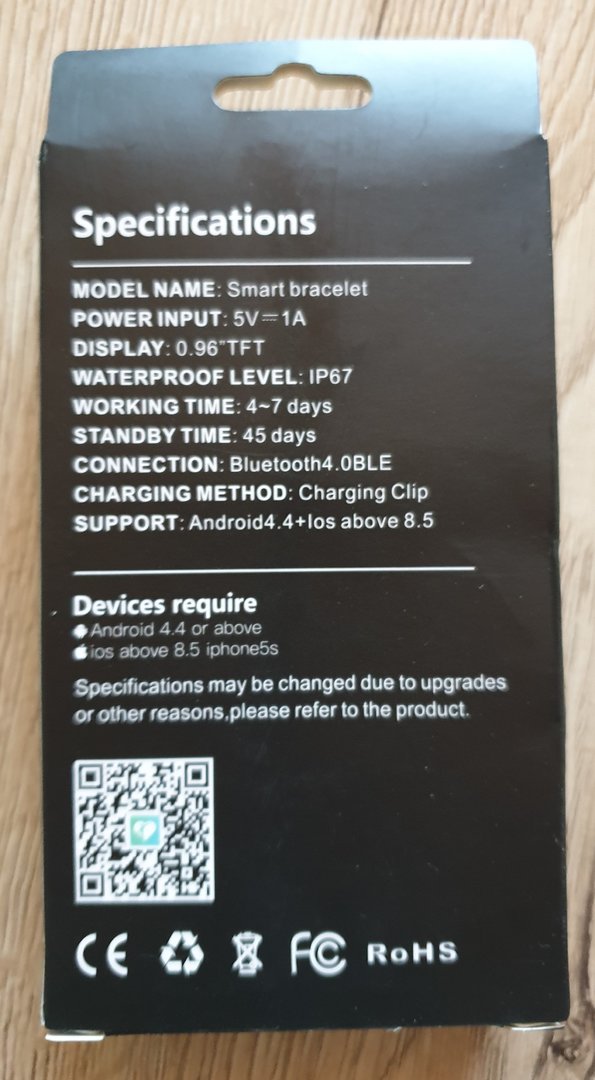 Specifications
MODEL NAME: Smart bracelet
POWER INPUT: 5V⎓1A
DISPLAY: 0.96"TFT
WATERPROOF LEVEL: IP67
WORKING TIME: 4~7 days
STANDBY TIME: 45 days
CONNECTION: Bluetooth4.0BLE
CHARGING METHOD: Charging Clip
SUPPORT: Android4.4+Ios above 8.5
Devices require
Android 4.4 or above
ios above 8.5 iphone5s
Specifications may be changed due to upgrades
or other reasons,please refer to the product.
CE FC RoHS